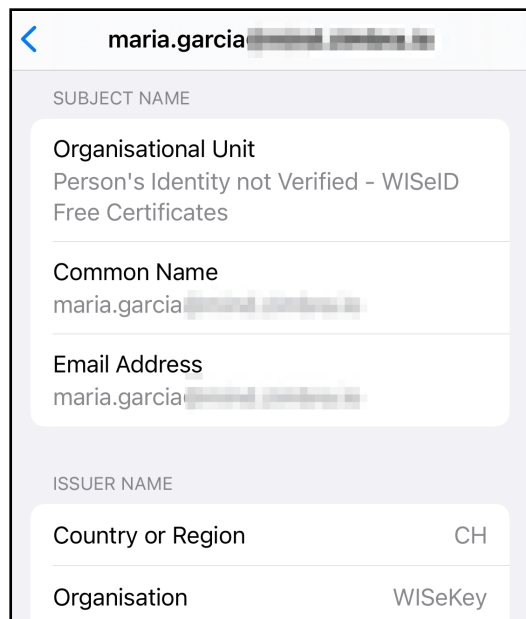 maria.garcia
SUBJECT NAME
Organisational Unit
Person's Identity not Verified - WISeID
Free Certificates
Common Name
maria.garcia
Email Address
maria.garcia
ISSUER NAME
Country or Region CH
Organisation WISeKey